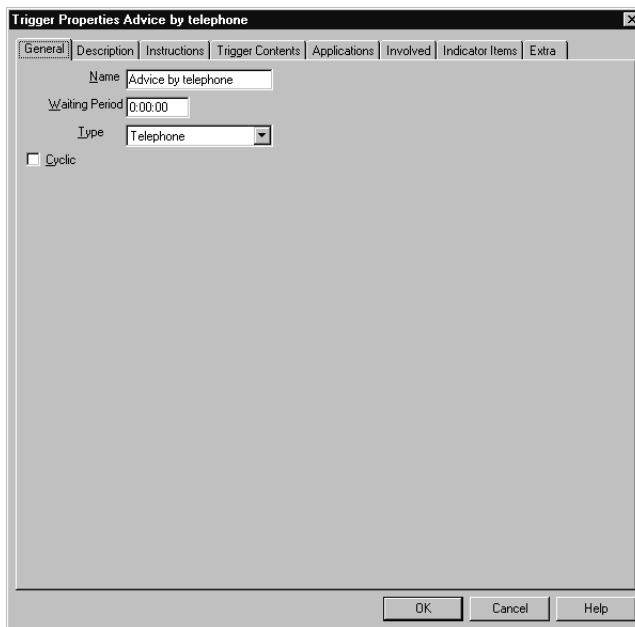 Trigger Properties Advice by telephone
General Description Instructions Trigger Contents Applications Involved Indicator Items Extra
Name Advice by telephone
Waiting Period 0:00:00
Type Telephone
Cyclic
OK Cancel Help